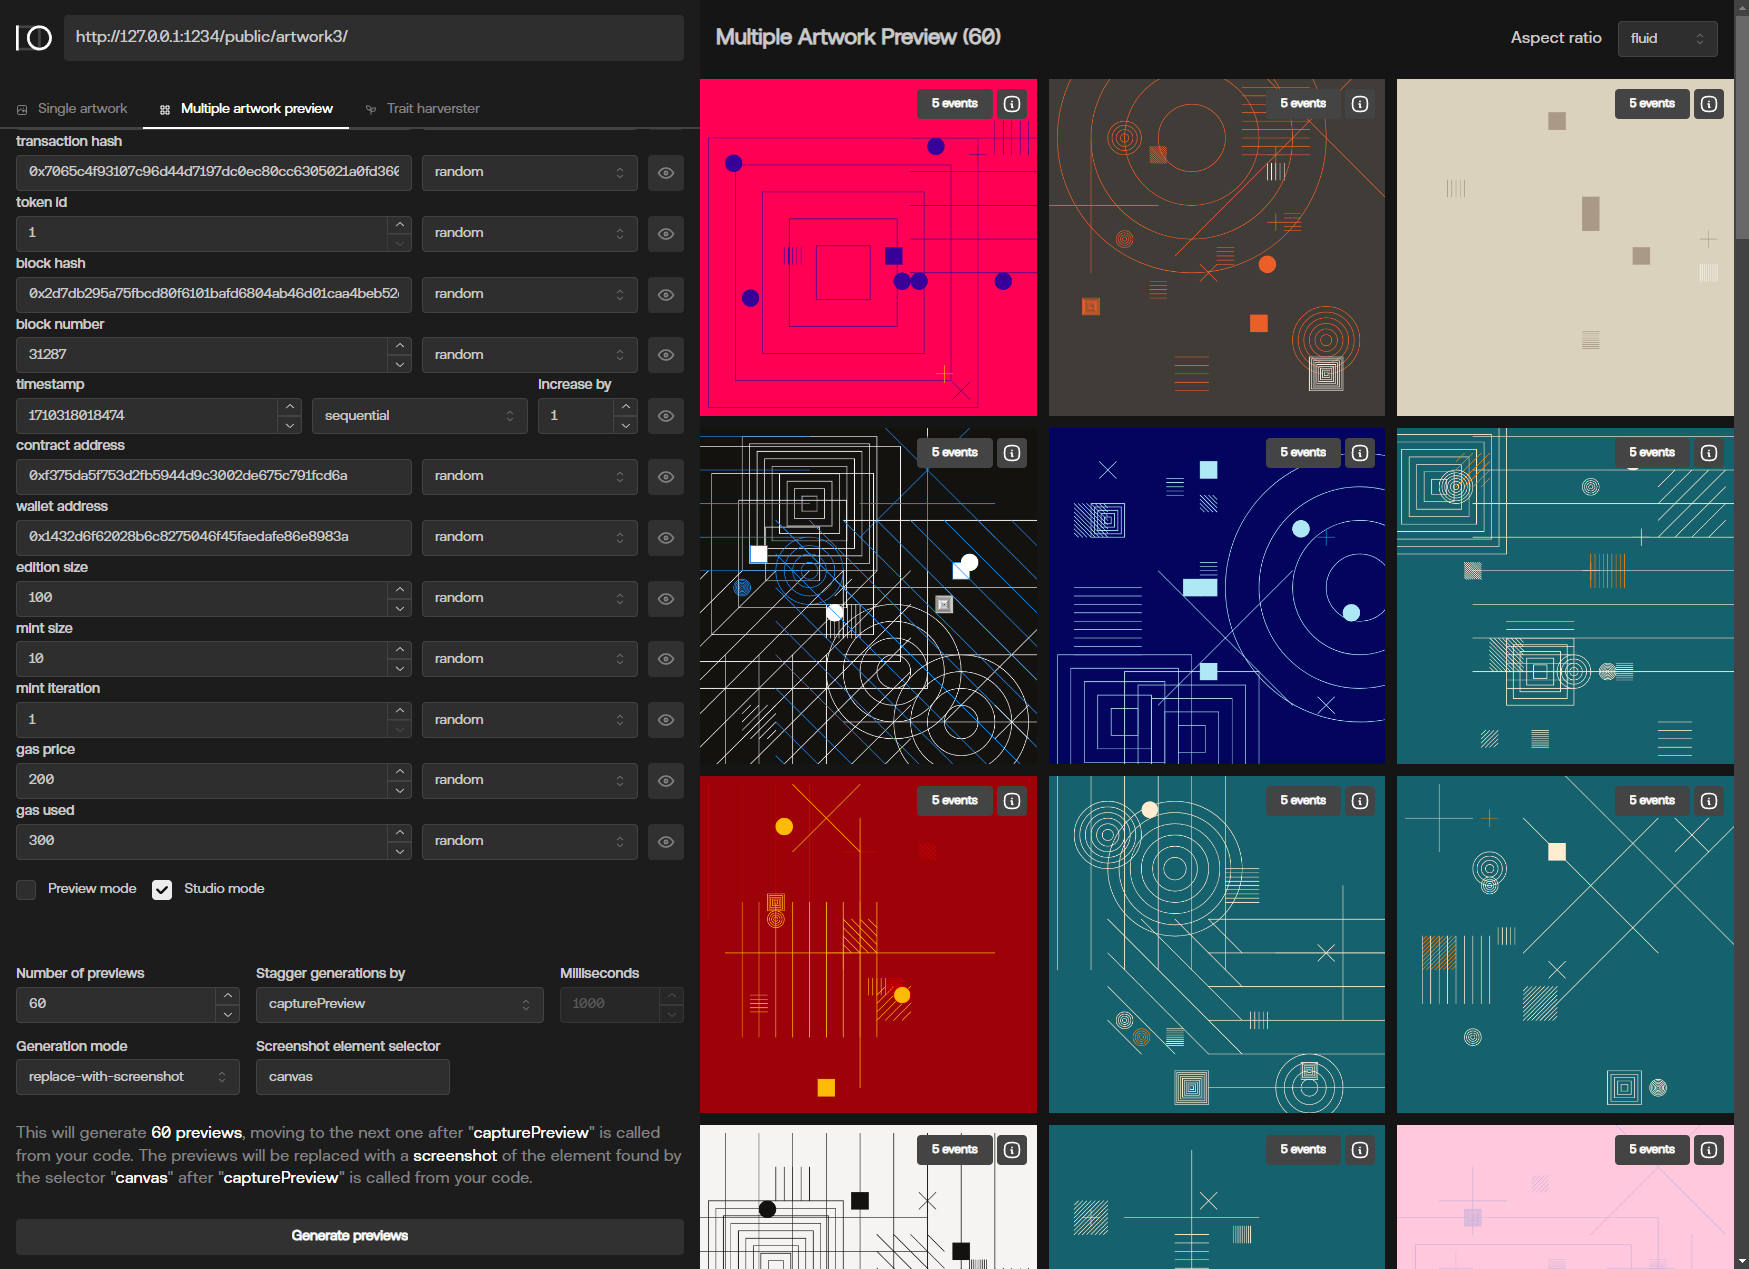 http://127.0.0.1:1234/public/artwork3/
Single artwork
Multiple artwork preview
Trait harverster
transaction hash
0x7065c4f93107c96d44d7197dc0ec80cc6305021a0fd360
random
token id
1
random
block hash
0x2d7db295a75fbcd80f6101bafd6804ab46d01caa4beb52
random
block number
31287
random
timestamp
Increase by
1710318018474
sequential
1
contract address
0xf375da5f753d2fb5944d9c3002de675c791fcd6a
random
wallet address
0x1432d6f62028b6c8275046f45faedafe86e8983a
random
edition size
100
random
mint size
10
random
mint iteration
1
random
gas price
200
random
gas used
300
random
Preview mode
Studio mode
Number of previews
Stagger generations by
Milliseconds
60
capturePreview
1000
Generation mode
Screenshot element selector
replace-with-screenshot
canvas
This will generate 60 previews, moving to the next one after "capturePreview" is called
from your code. The previews will be replaced with a screenshot of the element found by
the selector "canvas" after "capturePreview" is called from your code.
Generate previews
Multiple Artwork Preview (60)
Aspect ratio
fluid
5 events
5 events
5 events
5 events
5 events
5 events
5 events
5 events
5 events
5 events
5 events
5 events